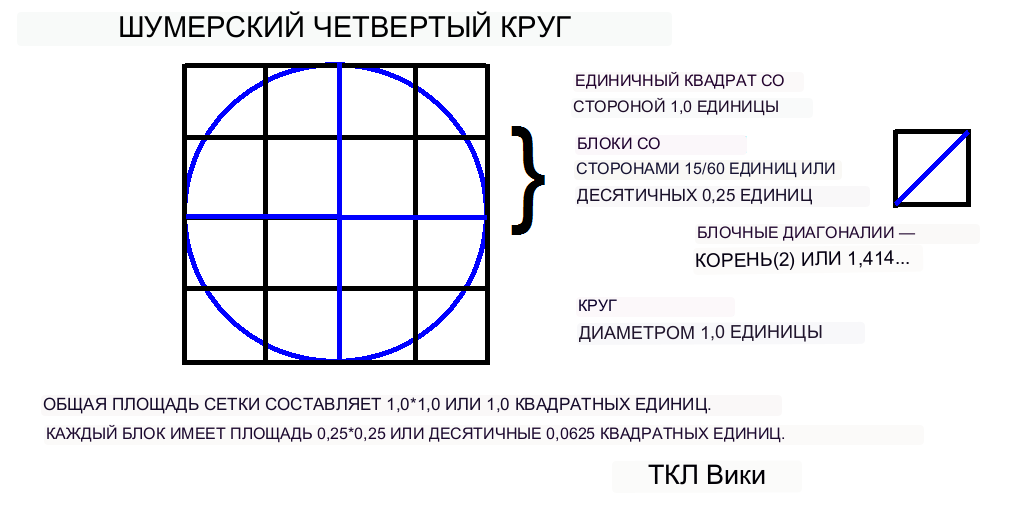 ШУМЕРСКИЙ ЧЕТВЕРТЫЙ КРУГ
ЕДИНИЧНЫЙ КВАДРАТ СО
СТОРОНОЙ 1,0 ЕДИНИЦЫ
БЛОКИ СО
СТОРОНАМИ 15/60 ЕДИНИЦ ИЛИ
ДЕСЯТИЧНЫХ 0,25 ЕДИНИЦ
БЛОЧНЫЕ ДИАГОНАЛИИ —
КОРЕНЬ(2) ИЛИ 1,414...
КРУГ
ДИАМЕТРОМ 1,0 ЕДИНИЦЫ
ОБЩАЯ ПЛОЩАДЬ СЕТКИ СОСТАВЛЯЕТ 1,0*1,0 ИЛИ 1,0 КВАДРАТНЫХ ЕДИНИЦ.
КАЖДЫЙ БЛОК ИМЕЕТ ПЛОЩАДЬ 0,25*0,25 ИЛИ ДЕСЯТИЧНЫЕ 0,0625 КВАДРАТНЫХ ЕДИНИЦ.
ТКЛ Вики